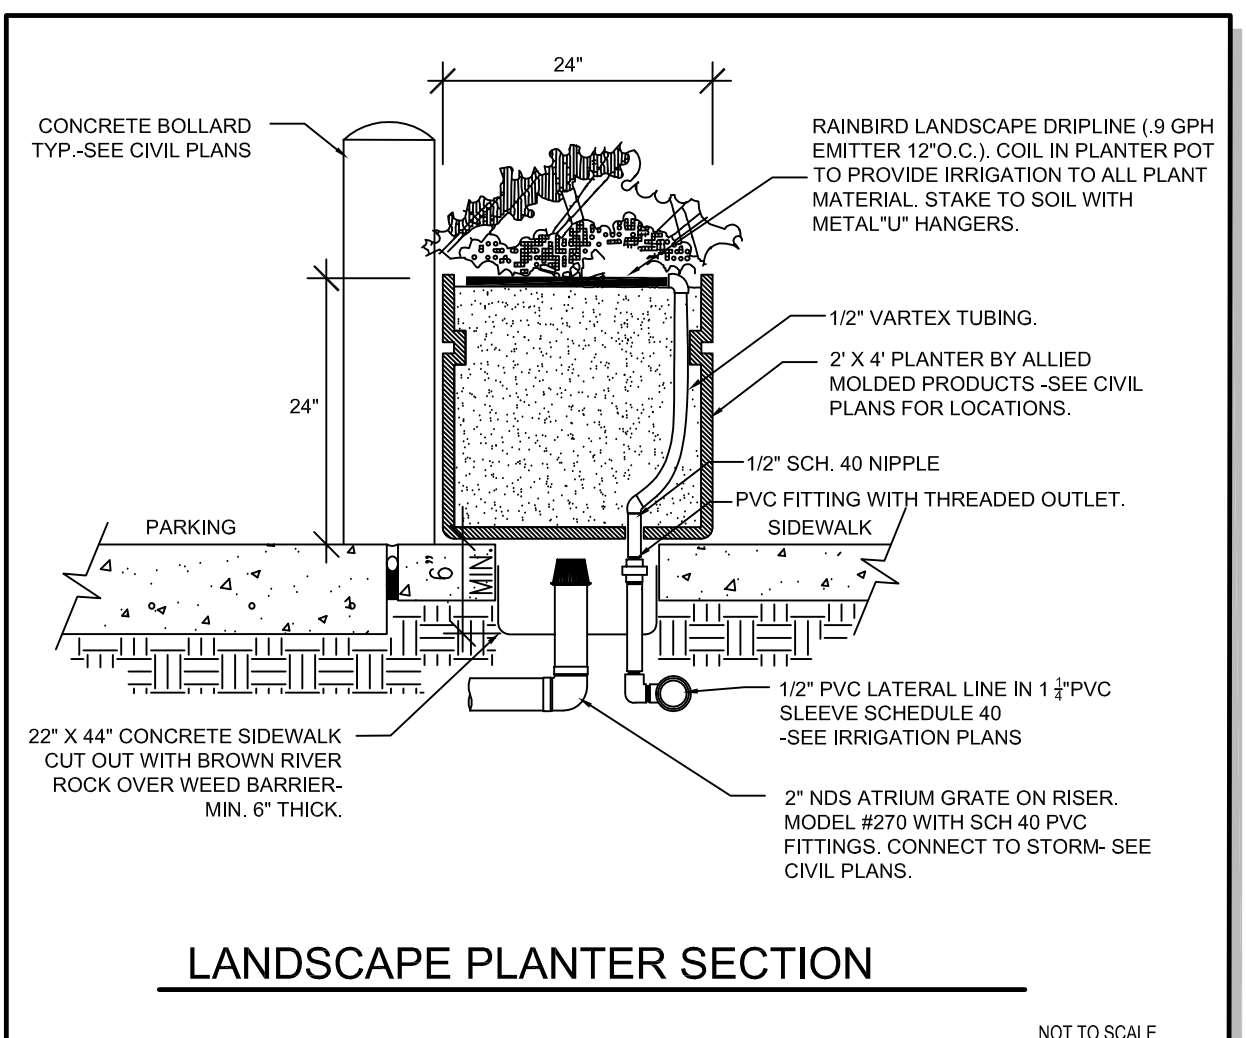 24"
CONCRETE BOLLARD
TYP.-SEE CIVIL PLANS
RAINBIRD LANDSCAPE DRIPLINE (.9 GPH
EMITTER 12"O.C.). COIL IN PLANTER POT
TO PROVIDE IRRIGATION TO ALL PLANT
MATERIAL. STAKE TO SOIL WITH
METAL"U" HANGERS.
1/2" VARTEX TUBING.
2' X 4' PLANTER BY ALLIED
MOLDED PRODUCTS -SEE CIVIL
PLANS FOR LOCATIONS.
24"
1/2" SCH. 40 NIPPLE
PVC FITTING WITH THREADED OUTLET.
PARKING
SIDEWALK
6"
MIN
1/2" PVC LATERAL LINE IN 1 1/4"PVC
SLEEVE SCHEDULE 40
-SEE IRRIGATION PLANS
22" X 44" CONCRETE SIDEWALK
CUT OUT WITH BROWN RIVER
ROCK OVER WEED BARRIER-
MIN. 6" THICK.
2" NDS ATRIUM GRATE ON RISER.
MODEL #270 WITH SCH 40 PVC
FITTINGS. CONNECT TO STORM- SEE
CIVIL PLANS.
LANDSCAPE PLANTER SECTION
NOT TO SCALE